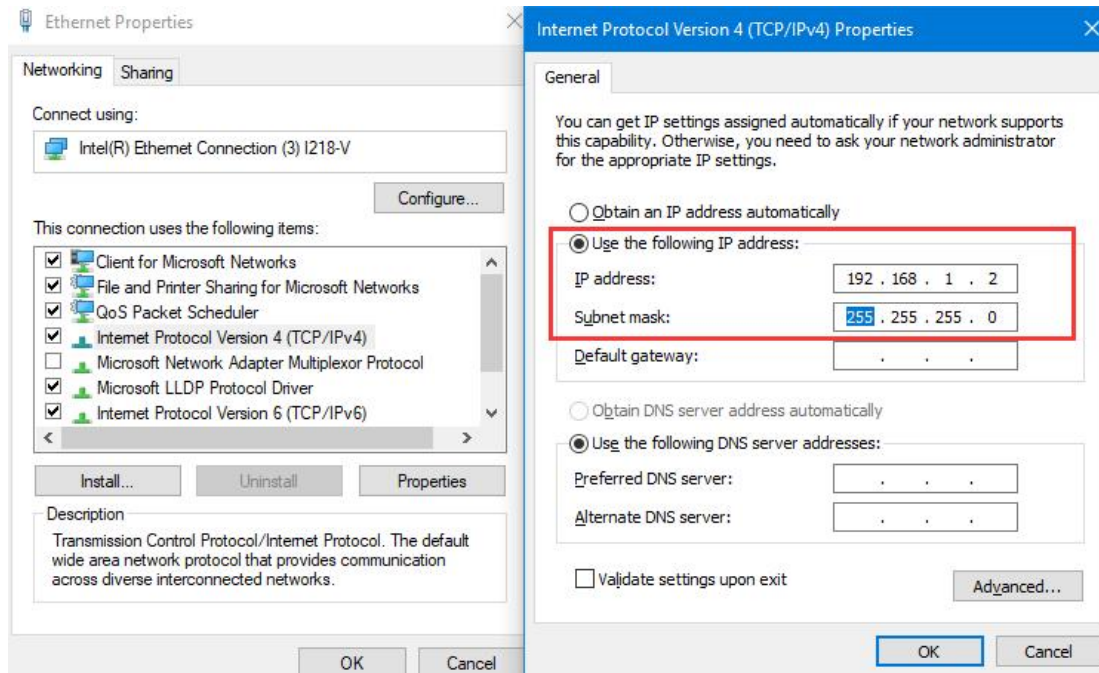 Ethernet Properties
Networking
Sharing
Connect using:
Intel(R) Ethernet Connection (3) I218-V
Configure...
This connection uses the following items:
Client for Microsoft Networks
File and Printer Sharing for Microsoft Networks
QoS Packet Scheduler
Internet Protocol Version 4 (TCP/IPv4)
Microsoft Network Adapter Multiplexor Protocol
Microsoft LLDP Protocol Driver
Internet Protocol Version 6 (TCP/IPv6)
Install...
Uninstall
Properties
Description
Transmission Control Protocol/Internet Protocol. The default
wide area network protocol that provides communication
across diverse interconnected networks.
OK
Cancel
Internet Protocol Version 4 (TCP/IPv4) Properties
General
You can get IP settings assigned automatically if your network supports
this capability. Otherwise, you need to ask your network administrator
for the appropriate IP settings.
Obtain an IP address automatically
Use the following IP address:
IP address:
192 . 168 . 1 . 2
Subnet mask:
255 . 255 . 255 . 0
Default gateway:
. . .
Obtain DNS server address automatically
Use the following DNS server addresses:
Preferred DNS server:
. . .
Alternate DNS server:
. . .
Validate settings upon exit
Advanced...
OK
Cancel